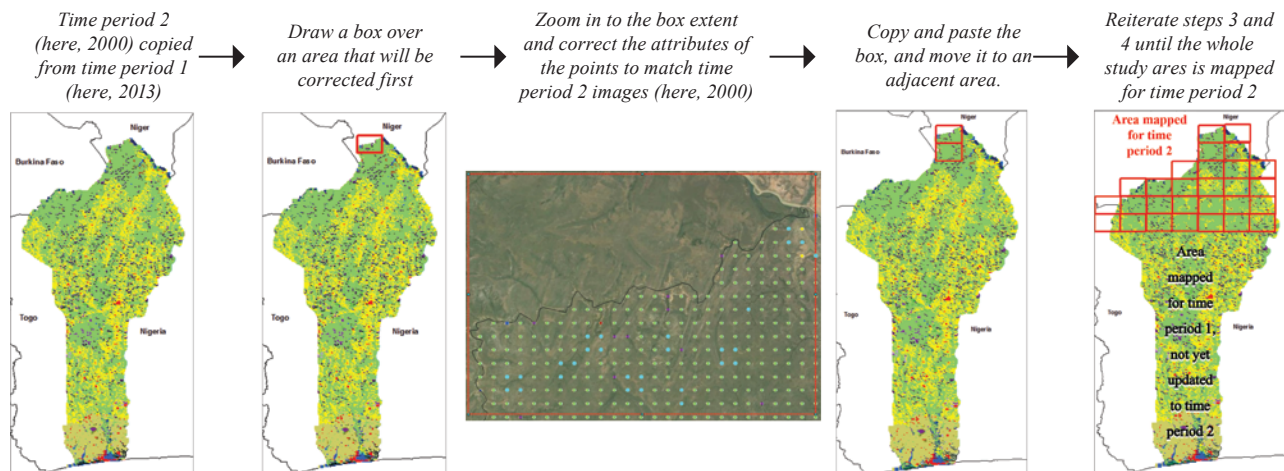 Time period 2
(here, 2000) copied
from time period 1
(here, 2013)
Draw a box over
an area that will be
corrected first
Zoom in to the box extent
and correct the attributes of
the points to match time
period 2 images (here, 2000)
Copy and paste the
box, and move it to an
adjacent area.
Reiterate steps 3 and
4 until the whole
study ares is mapped
for time period 2
Niger
Burkina Faso
Togo
Nigeria
Niger
Burkina Faso
Togo
Nigeria
Niger
Burkina Faso
Togo
Nigeria
Area mapped
for time
period 2
Niger
Togo
Nigeria
Area
mapped
for time
period 1,
not yet
updated
to time
period 2